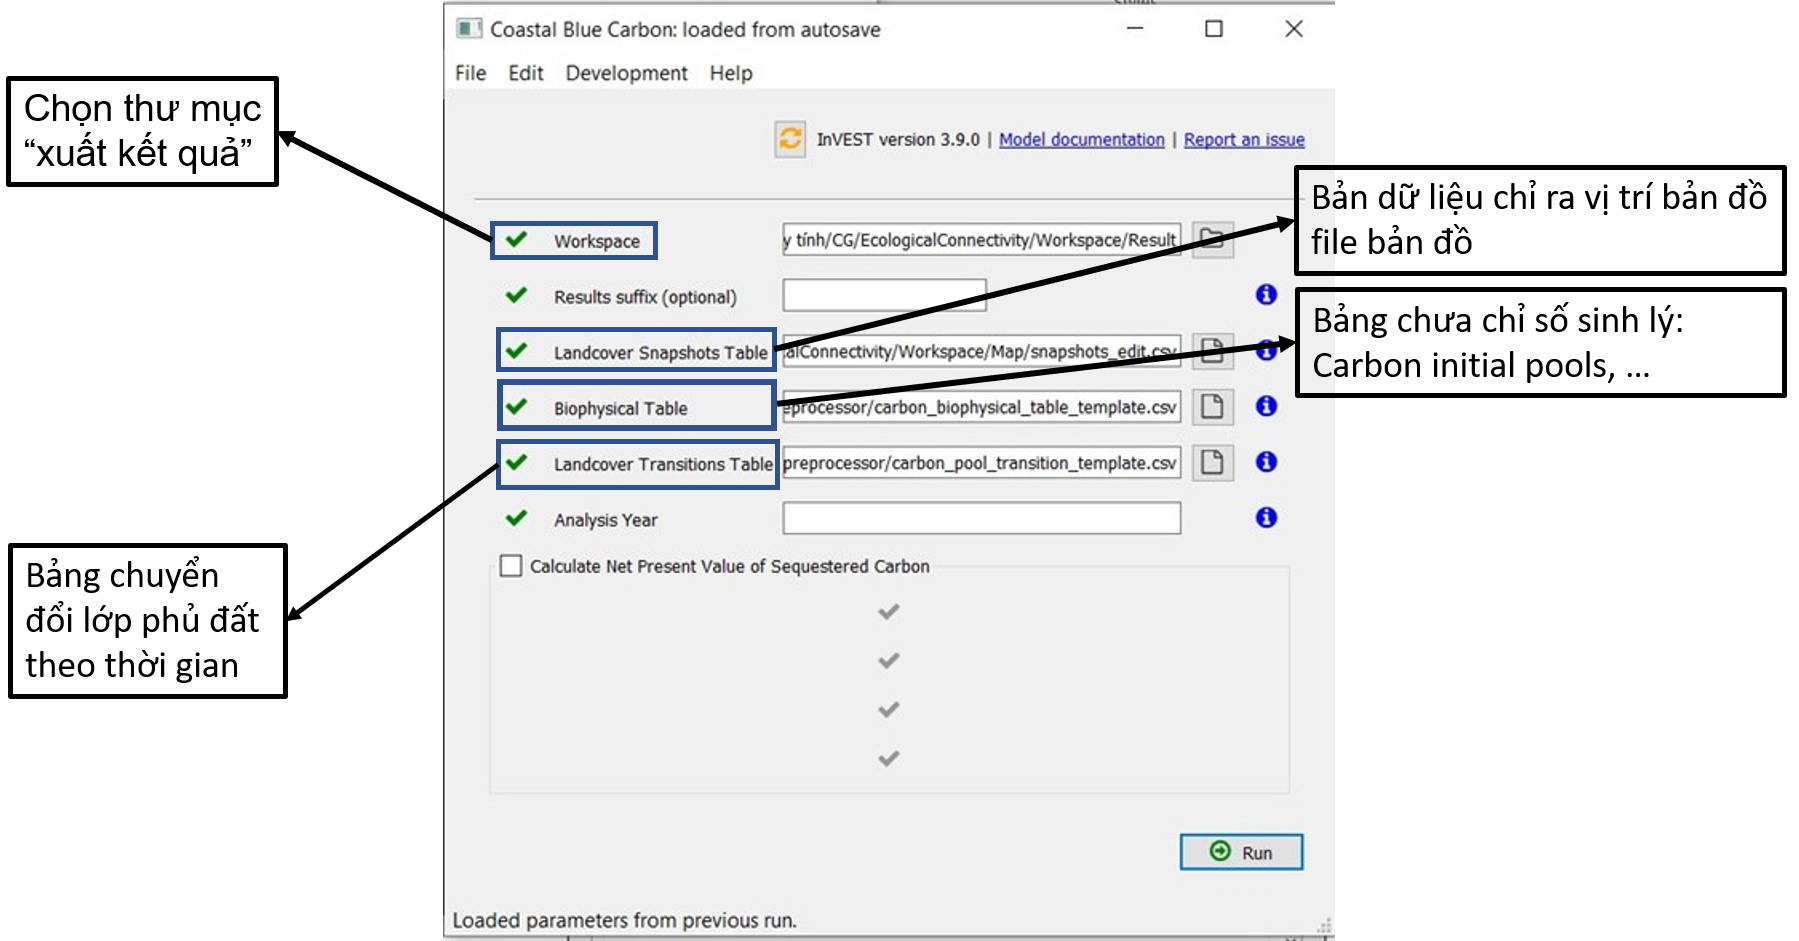 Coastal Blue Carbon: loaded from autosave
File Edit Development Help
Chọn thư mục
“xuất kết quả”
InVEST version 3.9.0 | Model documentation | Report an issue
Bản dữ liệu chỉ ra vị trí bản đồ
file bản đồ
Workspace
y tính/CG/EcologicalConnectivity/Workspace/Result
Results suffix (optional)
Bảng chưa chỉ số sinh lý:
Carbon initial pools, ...
Landcover Snapshots Table
alConnectivity/Workspace/Map/snapshots_edit.csv
Biophysical Table
eprocessor/carbon_biophysical_table_template.csv
Landcover Transitions Table
preprocessor/carbon_pool_transition_template.csv
Analysis Year
Bảng chuyển
đổi lớp phủ đất
theo thời gian
Calculate Net Present Value of Sequestered Carbon
Run
Loaded parameters from previous run.